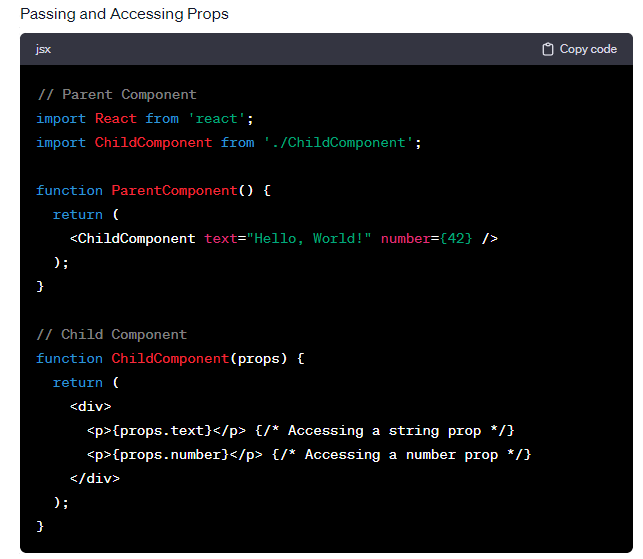 Passing and Accessing Props
jsx
Copy code
// Parent Component
import React from 'react';
import ChildComponent from './ChildComponent';
function ParentComponent() {
return (
<ChildComponent text="Hello, World!" number={42} />
);
}
// Child Component
function ChildComponent(props) {
return (
<div>
<p>{props.text}</p> {/* Accessing a string prop */}
<p>{props.number}</p> {/* Accessing a number prop */}
</div>
);
}